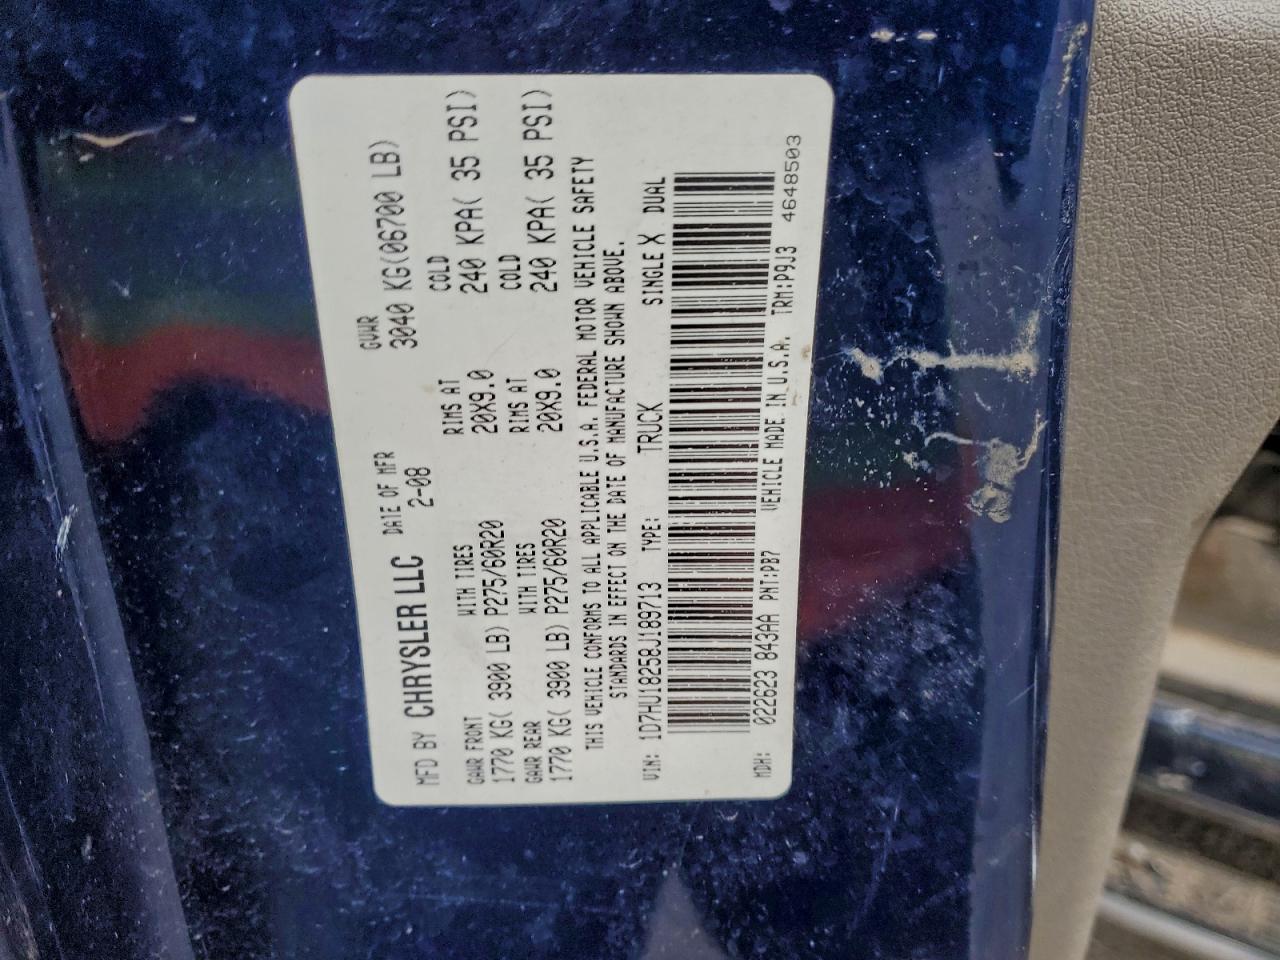 MFD BY CHRYSLER LLC DATE OF MFR 2-08 GVWR 3040 KG(06700 LB)
GAWR FRONT WITH TIRES RIMS AT COLD
1770 KG( 3900 LB) P275/60R20 20X9.0 240 KPA( 35 PSI)
GAWR REAR WITH TIRES RIMS AT COLD
1770 KG( 3900 LB) P275/60R20 20X9.0 240 KPA( 35 PSI)
THIS VEHICLE CONFORMS TO ALL APPLICABLE U.S.A. FEDERAL MOTOR VEHICLE SAFETY
STANDARDS IN EFFECT ON THE DATE OF MANUFACTURE SHOWN ABOVE.
VIN: 1D7HU18258J189713 TYPE: TRUCK SINGLE X DUAL
MDH: 022623 843AA PNT:PB7 VEHICLE MADE IN U.S.A. TRM:P9J3 4648503